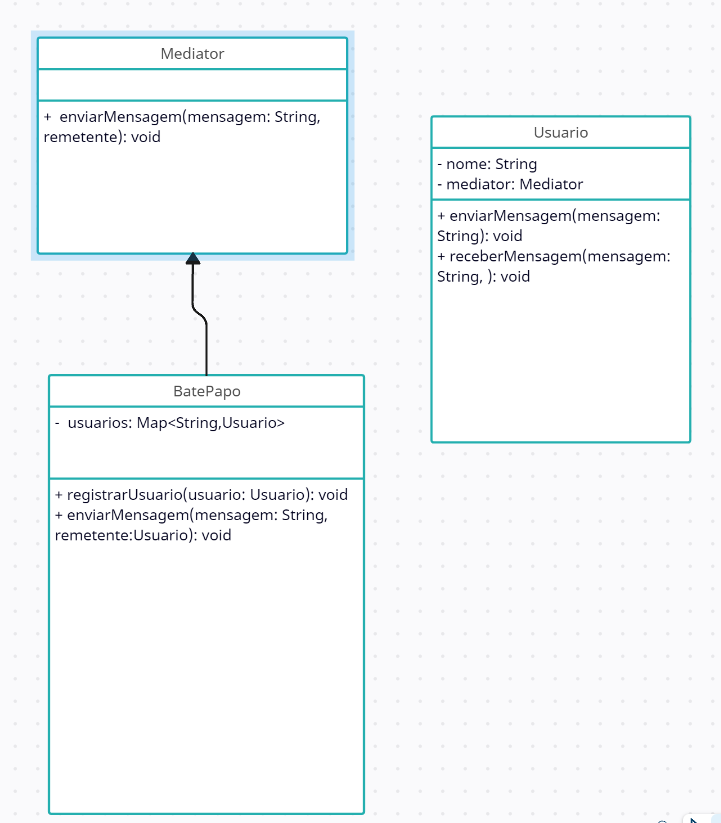 Mediator
+ enviarMensagem(mensagem: String,
remetente): void
Usuario
- nome: String
- mediator: Mediator
+ enviarMensagem(mensagem:
String): void
+ receberMensagem(mensagem:
String, ): void
BatePapo
- usuarios: Map<String,Usuario>
+ registrarUsuario(usuario: Usuario): void
+ enviarMensagem(mensagem: String,
remetente:Usuario): void